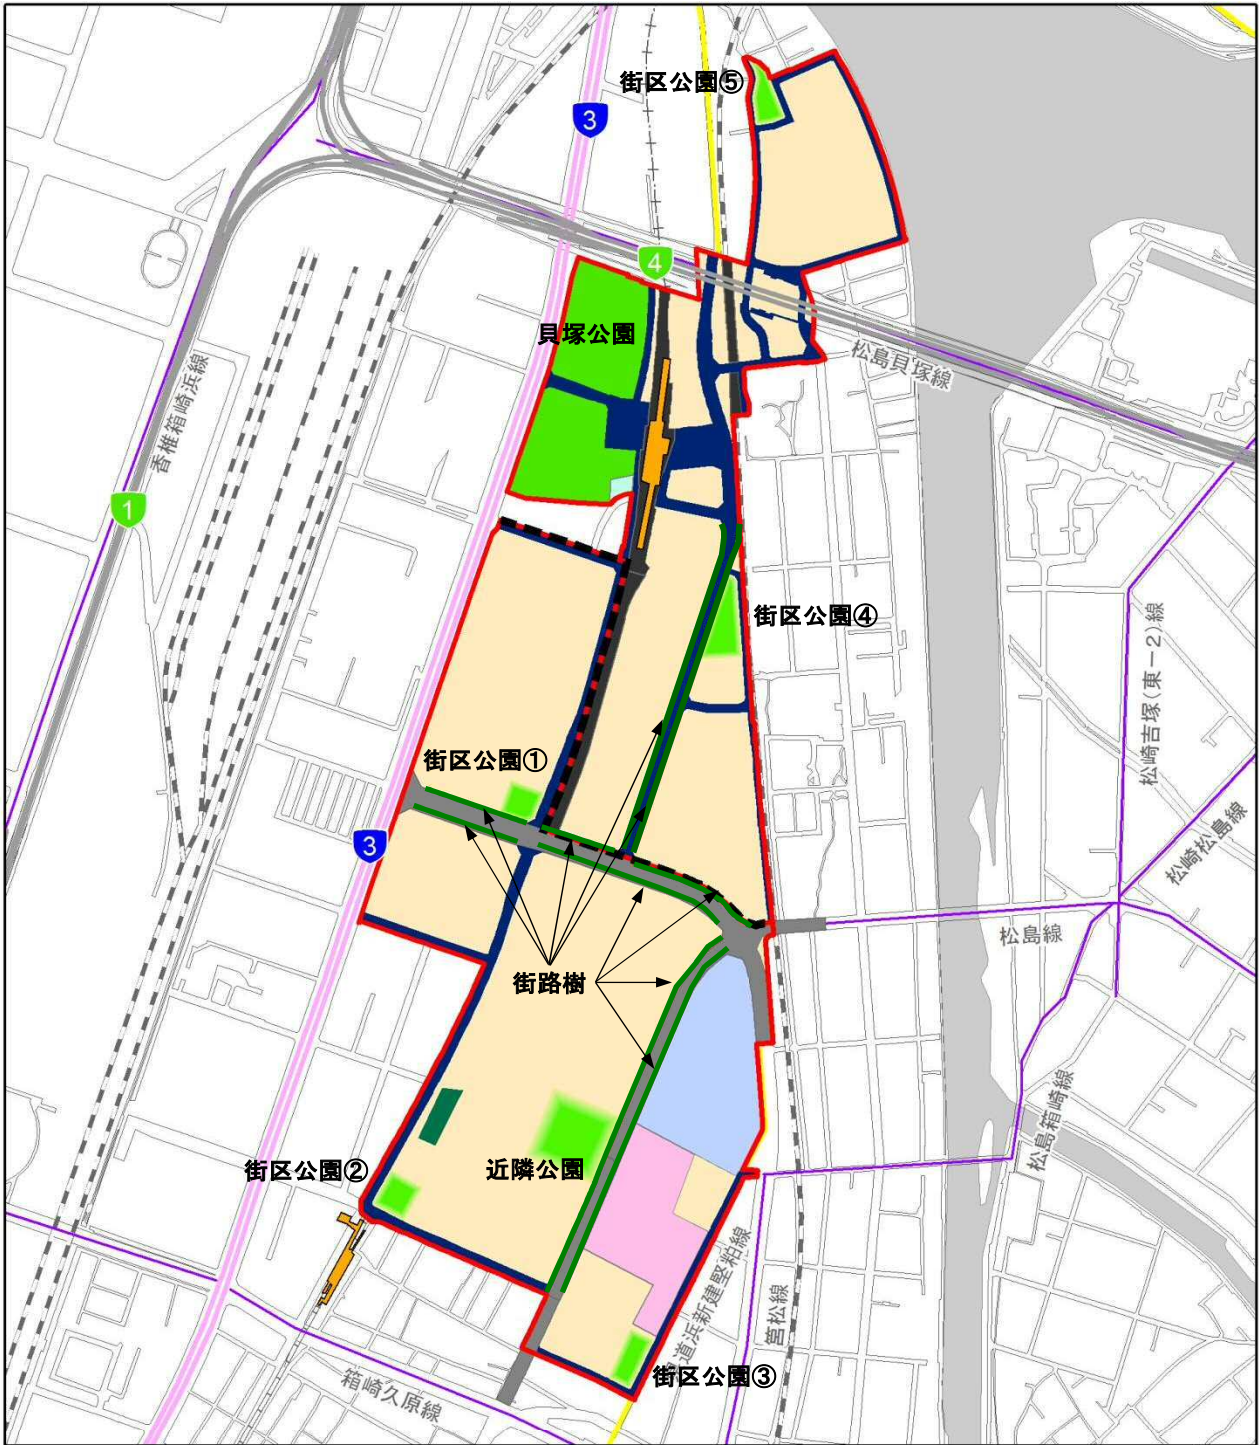 街区公園⑤
3
4
貝塚公園
松島貝塚線
香椎箱崎浜線
1
街区公園④
松崎吉塚(東-2)線
街区公園①
3
松崎松島線
松島線
街路樹
松島箱崎線
街区公園②
近隣公園
道浜新建堅粕線
筥松線
街区公園③
箱崎久原線